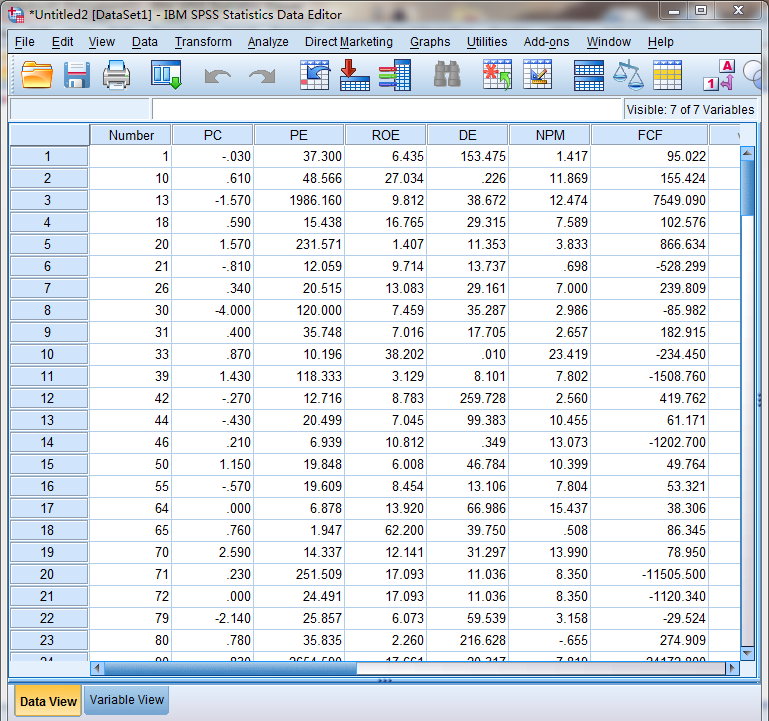 *Untitled2 [DataSet1] - IBM SPSS Statistics Data Editor
File Edit View Data Transform Analyze Direct Marketing Graphs Utilities Add-ons Window Help
1 A
Visible: 7 of 7 Variables
Number PC PE ROE DE NPM FCF
1 1 -.030 37.300 6.435 153.475 1.417 95.022
2 10 .610 48.566 27.034 .226 11.869 155.424
3 13 -1.570 1986.160 9.812 38.672 12.474 7549.090
4 18 .590 15.438 16.765 29.315 7.589 102.576
5 20 1.570 231.571 1.407 11.353 3.833 866.634
6 21 -.810 12.059 9.714 13.737 .698 -528.299
7 26 .340 20.515 13.083 29.161 7.000 239.809
8 30 -4.000 120.000 7.459 35.287 2.986 -85.982
9 31 .400 35.748 7.016 17.705 2.657 182.915
10 33 .870 10.196 38.202 .010 23.419 -234.450
11 39 1.430 118.333 3.129 8.101 7.802 -1508.760
12 42 -.270 12.716 8.783 259.728 2.560 419.762
13 44 -.430 20.499 7.045 99.383 10.455 61.171
14 46 .210 6.939 10.812 .349 13.073 -1202.700
15 50 1.150 19.848 6.008 46.784 10.399 49.764
16 55 -.570 19.609 8.454 13.106 7.804 53.321
17 64 .000 6.878 13.920 66.986 15.437 38.306
18 65 .760 1.947 62.200 39.750 .508 86.345
19 70 2.590 14.337 12.141 31.297 13.990 78.950
20 71 .230 251.509 17.093 11.036 8.350 -11505.500
21 72 .000 24.491 17.093 11.036 8.350 -1120.340
22 79 -2.140 25.857 6.073 59.539 3.158 -29.524
23 80 .780 35.835 2.260 216.628 -.655 274.909
Data View Variable View